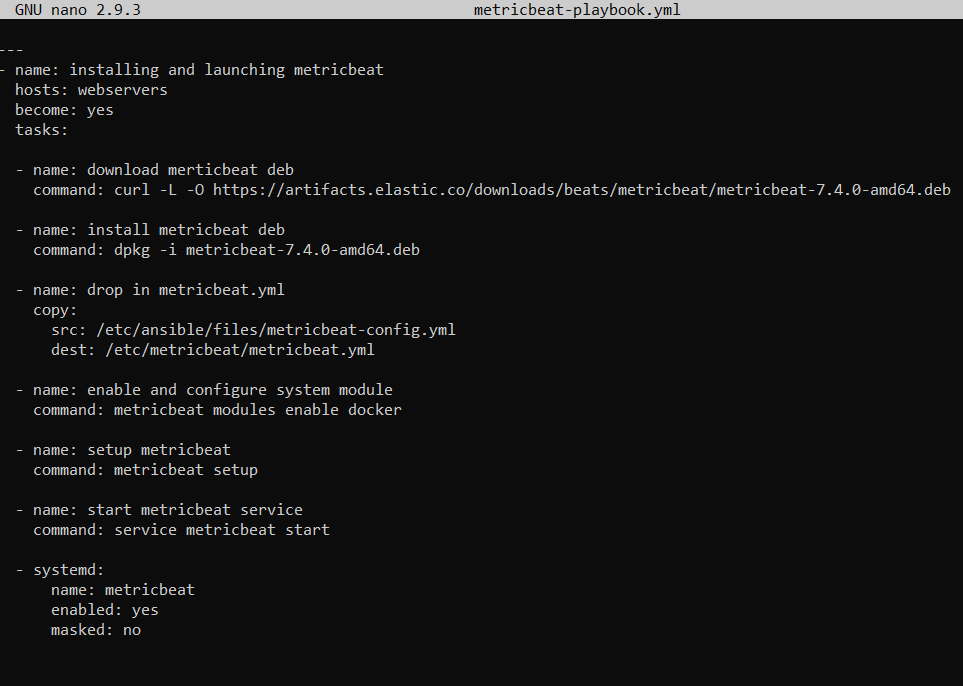 GNU nano 2.9.3 metricbeat-playbook.yml
---
- name: installing and launching metricbeat
  hosts: webservers
  become: yes
  tasks:
  - name: download merticbeat deb
    command: curl -L -O https://artifacts.elastic.co/downloads/beats/metricbeat/metricbeat-7.4.0-amd64.deb
  - name: install metricbeat deb
    command: dpkg -i metricbeat-7.4.0-amd64.deb
  - name: drop in metricbeat.yml
    copy:
      src: /etc/ansible/files/metricbeat-config.yml
      dest: /etc/metricbeat/metricbeat.yml
  - name: enable and configure system module
    command: metricbeat modules enable docker
  - name: setup metricbeat
    command: metricbeat setup
  - name: start metricbeat service
    command: service metricbeat start
  - systemd:
      name: metricbeat
      enabled: yes
      masked: no